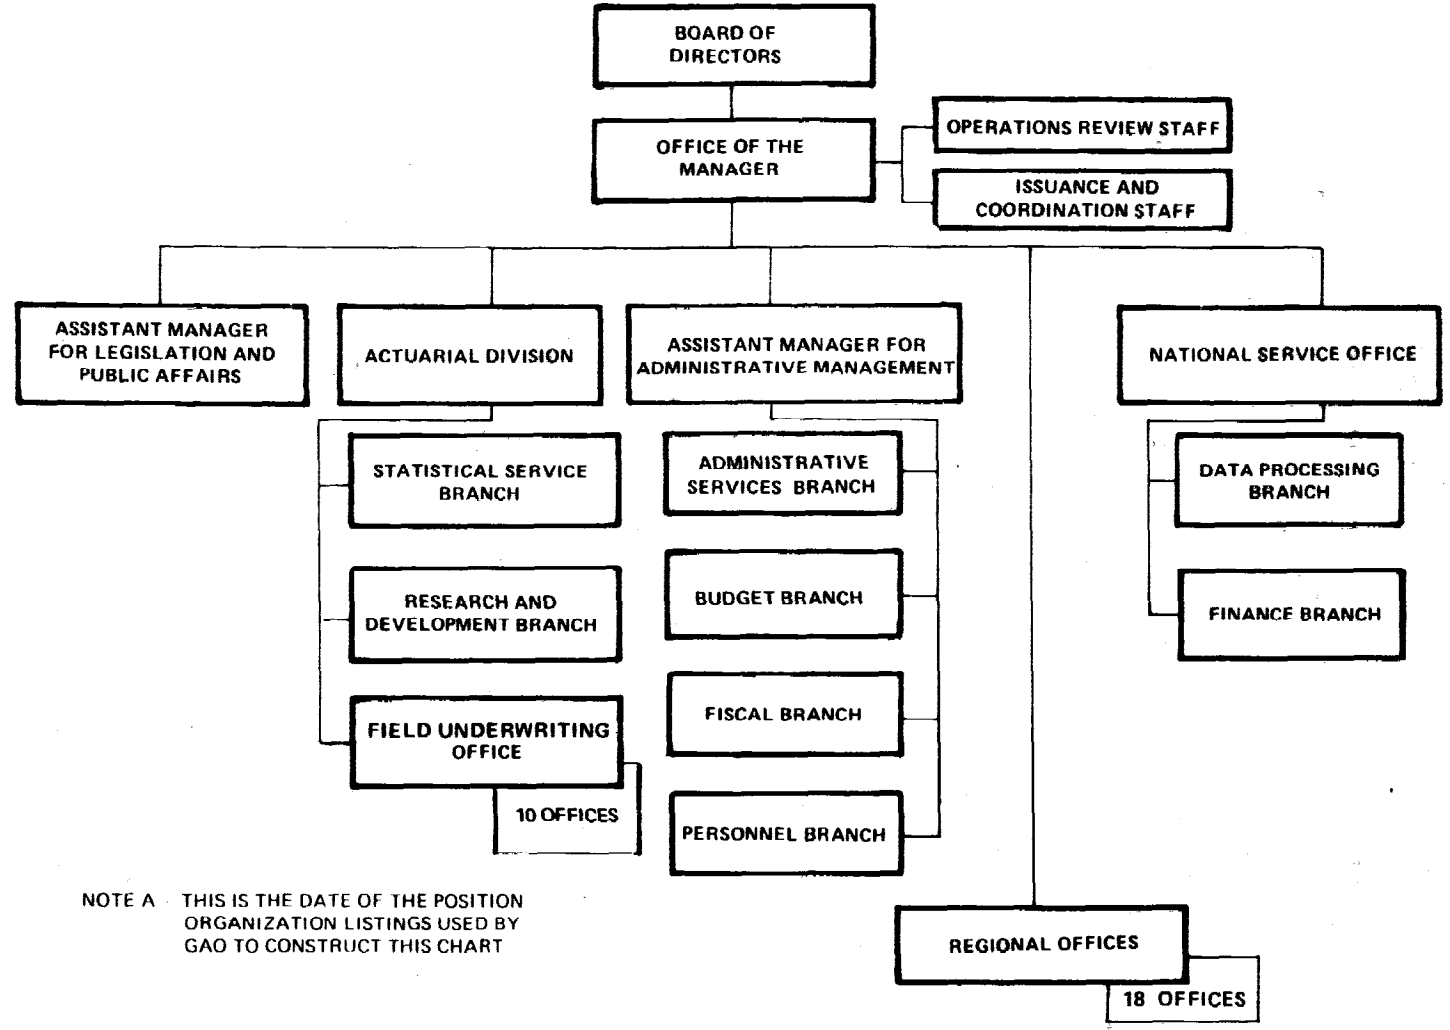 BOARD OF
DIRECTORS
OFFICE OF THE
MANAGER
OPERATIONS REVIEW STAFF
ISSUANCE AND
COORDINATION STAFF
ASSISTANT MANAGER
FOR LEGISLATION AND
PUBLIC AFFAIRS
ACTUARIAL DIVISION
ASSISTANT MANAGER FOR
ADMINISTRATIVE MANAGEMENT
NATIONAL SERVICE OFFICE
STATISTICAL SERVICE
BRANCH
RESEARCH AND
DEVELOPMENT BRANCH
FIELD UNDERWRITING
OFFICE
10 OFFICES
ADMINISTRATIVE
SERVICES BRANCH
BUDGET BRANCH
FISCAL BRANCH
PERSONNEL BRANCH
DATA PROCESSING
BRANCH
FINANCE BRANCH
REGIONAL OFFICES
18 OFFICES
NOTE A THIS IS THE DATE OF THE POSITION
ORGANIZATION LISTINGS USED BY
GAO TO CONSTRUCT THIS CHART